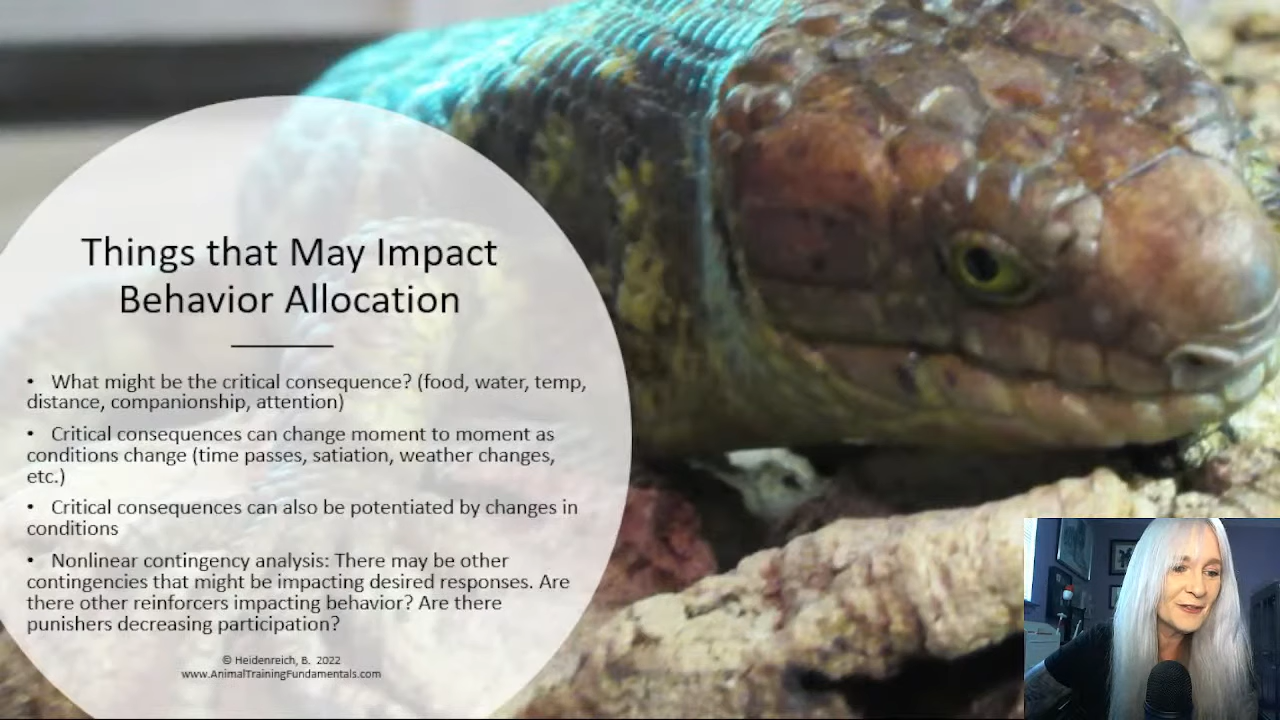 Things that May Impact
Behavior Allocation
• What might be the critical consequence? (food, water, temp,
distance, companionship, attention)
• Critical consequences can change moment to moment as
conditions change (time passes, satiation, weather changes,
etc.)
• Critical consequences can also be potentiated by changes in
conditions
• Nonlinear contingency analysis: There may be other
contingencies that might be impacting desired responses. Are
there other reinforcers impacting behavior? Are there
punishers decreasing participation?
© Heidenreich, B. 2022
www.AnimalTrainingFundamentals.com